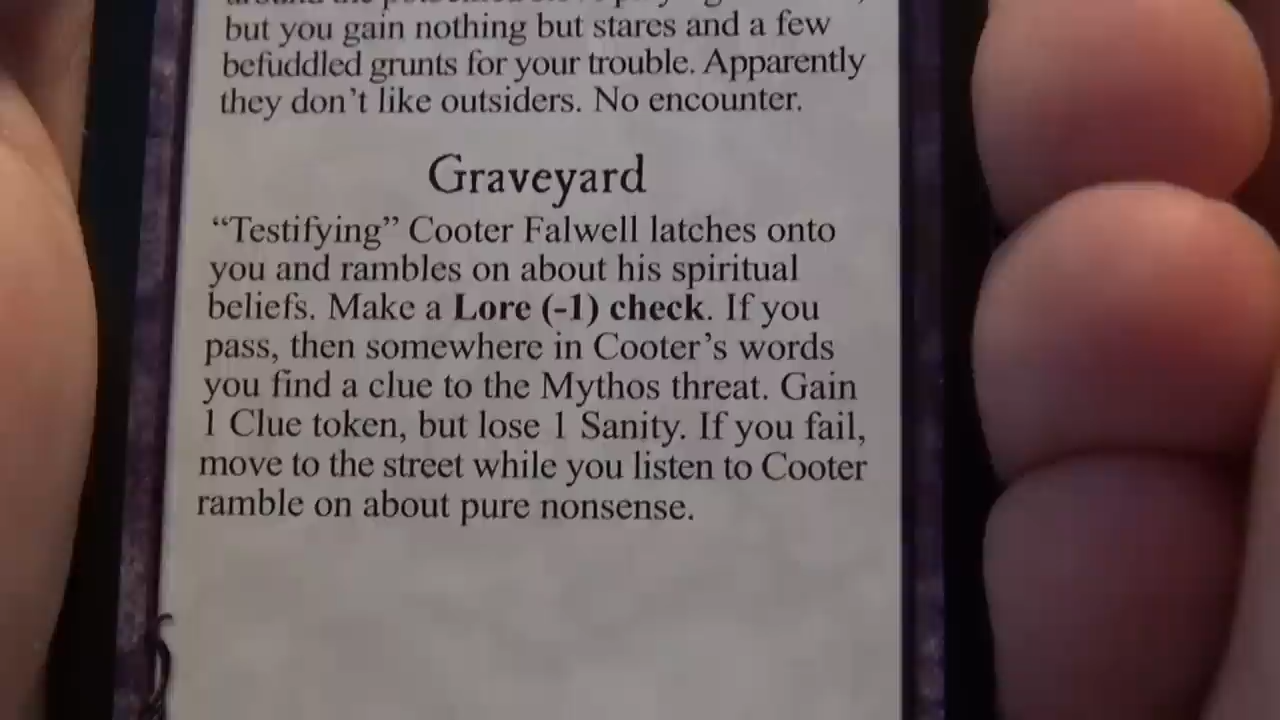 but you gain nothing but stares and a few
befuddled grunts for your trouble. Apparently
they don't like outsiders. No encounter.
Graveyard
“Testifying” Cooter Falwell latches onto
you and rambles on about his spiritual
beliefs. Make a Lore (-1) check. If you
pass, then somewhere in Cooter's words
you find a clue to the Mythos threat. Gain
1 Clue token, but lose 1 Sanity. If you fail,
move to the street while you listen to Cooter
ramble on about pure nonsense.